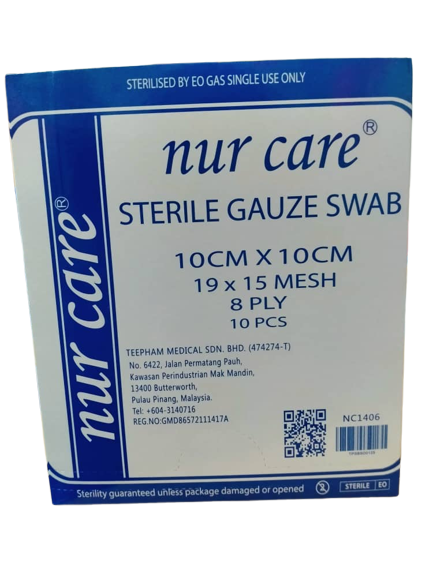 STERILISED BY EO GAS SINGLE USE ONLY
nur care®
nur care®
STERILE GAUZE SWAB
10CM X 10CM
19 x 15 MESH
8 PLY
10 PCS
TEEPHAM MEDICAL SDN. BHD. (474274-T)
No. 6422, Jalan Permatang Pauh,
Kawasan Perindustrian Mak Mandin,
13400 Butterworth,
Pulau Pinang, Malaysia.
Tel: +604-3140716
REG.NO:GMD86572111417A
NC1406
Sterility guaranteed unless package damaged or opened
2
STERILE EO